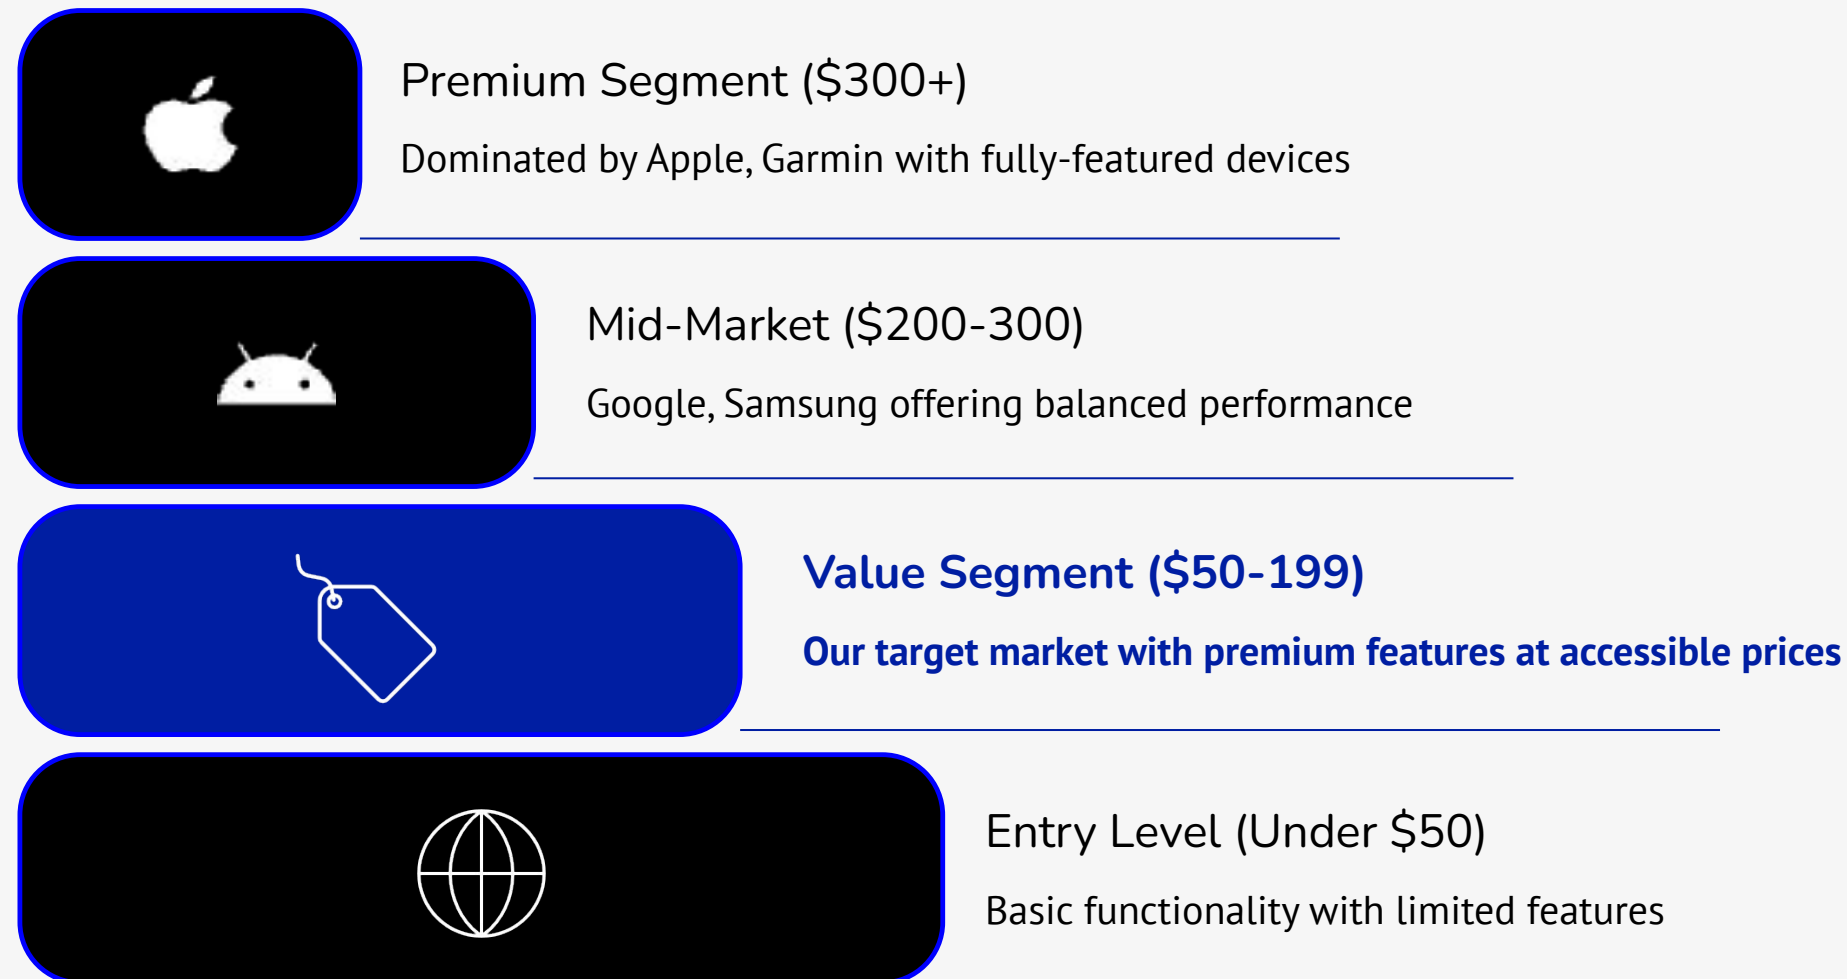 Premium Segment ($300+)
Dominated by Apple, Garmin with fully-featured devices
Mid-Market ($200-300)
Google, Samsung offering balanced performance
Value Segment ($50-199)
Our target market with premium features at accessible prices
Entry Level (Under $50)
Basic functionality with limited features